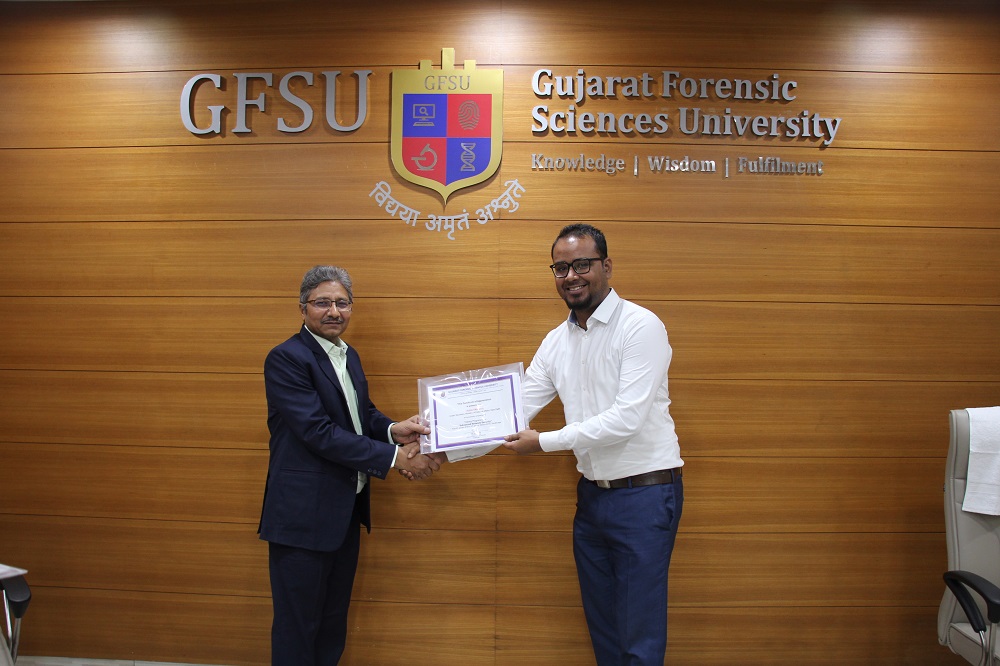 GFSU
GFSU
Gujarat Forensic
Sciences University
Knowledge | Wisdom | Fulfilment
विद्यया अमृतं अश्नुते